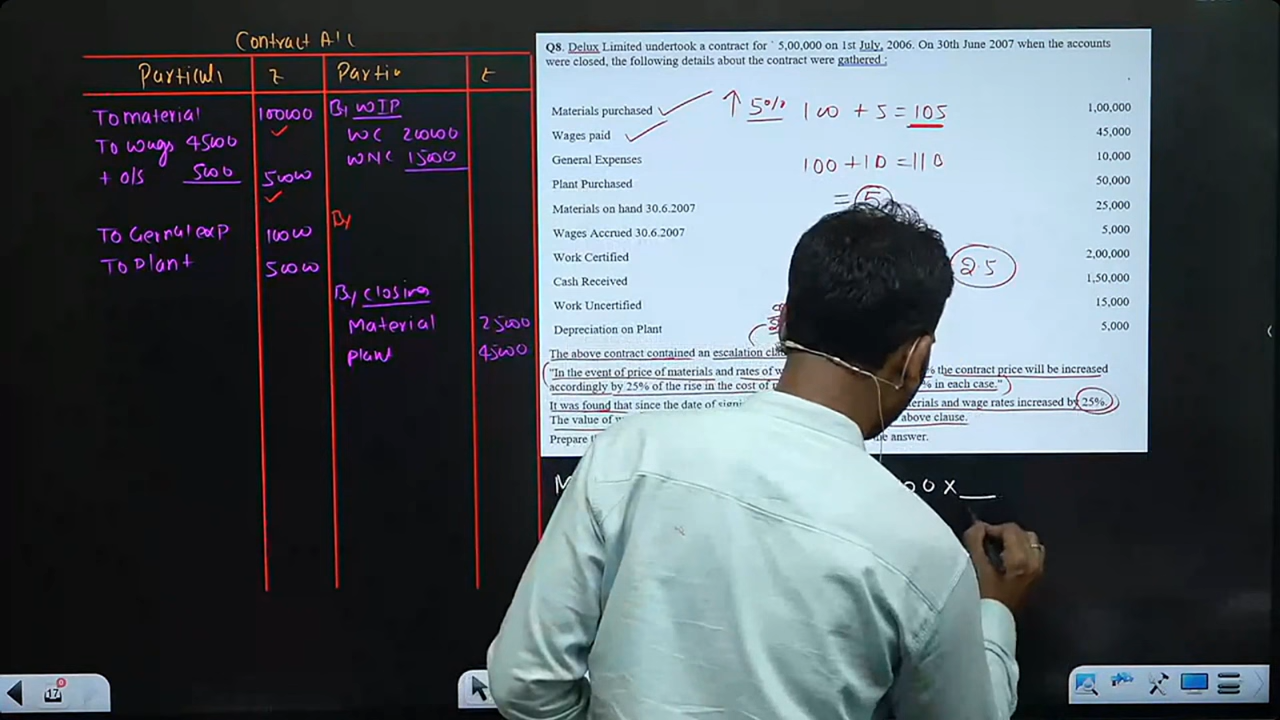 Contract A/c
Particuls ₹ Partic ₹
To material 100000 By WIP
WC 200000
To wags 45000
WNC 15000
+ o/s 5000 50000
By
To Gernal exp 10000
To Plant 50000
By closing
Material 25000
plant 45000
Q8. Delux Limited undertook a contract for ` 5,00,000 on 1st July, 2006. On 30th June 2007 when the accounts
were closed, the following details about the contract were gathered :
Materials purchased ↑ 5% 100 + 5 = 105 1,00,000
Wages paid 45,000
General Expenses 100 + 10 = 110 10,000
Plant Purchased = 5 50,000
Materials on hand 30.6.2007 25,000
Wages Accrued 30.6.2007 5,000
Work Certified 2,00,000
2.5
Cash Received 1,50,000
Work Uncertified 15,000
Depreciation on Plant 5,000
The above contract contained an escalation
"In the event of price of materials and rates of % the contract price will be increased
accordingly by 25% of the rise in the cost of % in each case."
It was found that since the date of and wage rates increased by 25%.
The value of above clause.
Prepare the answer.
M 00 X
17